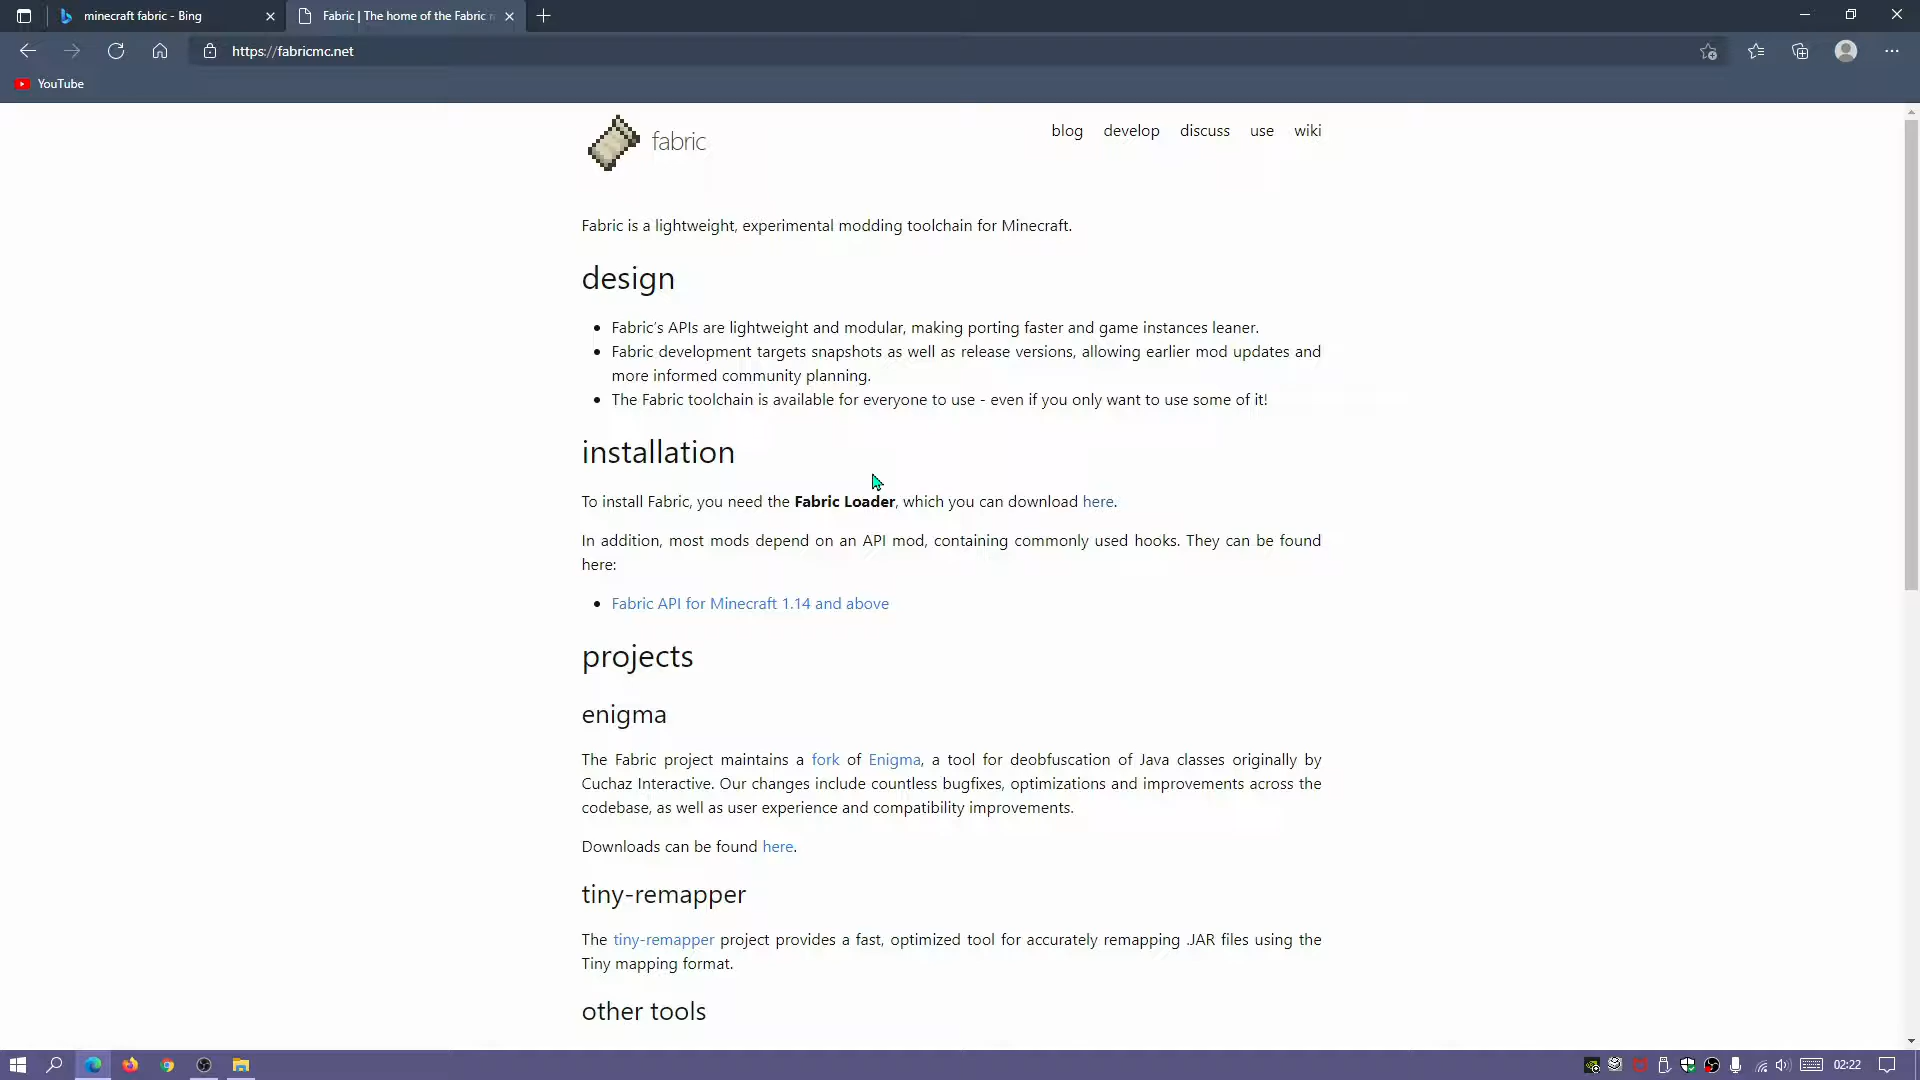 minecraft fabric - Bing
Fabric | The home of the Fabric
https://fabricmc.net
YouTube
fabric
blog develop discuss use wiki
Fabric is a lightweight, experimental modding toolchain for Minecraft.
design
• Fabric's APIs are lightweight and modular, making porting faster and game instances leaner.
• Fabric development targets snapshots as well as release versions, allowing earlier mod updates and
more informed community planning.
• The Fabric toolchain is available for everyone to use - even if you only want to use some of it!
installation
To install Fabric, you need the Fabric Loader, which you can download here.
In addition, most mods depend on an API mod, containing commonly used hooks. They can be found
here:
• Fabric API for Minecraft 1.14 and above
projects
enigma
The Fabric project maintains a fork of Enigma, a tool for deobfuscation of Java classes originally by
Cuchaz Interactive. Our changes include countless bugfixes, optimizations and improvements across the
codebase, as well as user experience and compatibility improvements.
Downloads can be found here.
tiny-remapper
The tiny-remapper project provides a fast, optimized tool for accurately remapping .JAR files using the
Tiny mapping format.
other tools
02:22